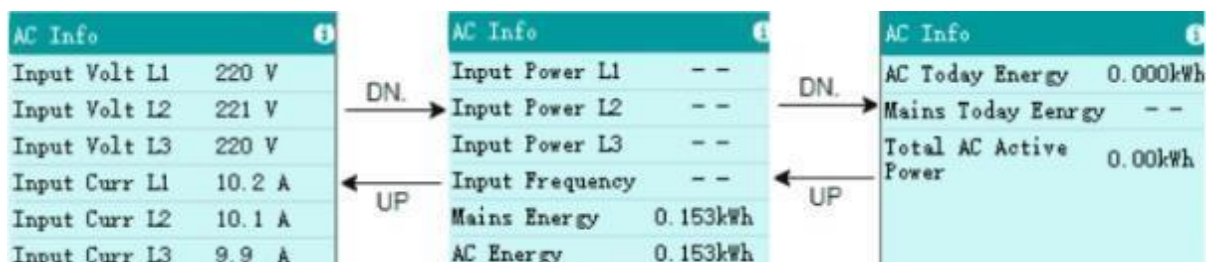 AC Info
Input Volt L1 220 V
Input Volt L2 221 V
Input Volt L3 220 V
Input Curr L1 10.2 A
Input Curr L2 10.1 A
Input Curr L3 9.9 A
DN.
UP
AC Info
Input Power L1 - -
Input Power L2 - -
Input Power L3 - -
Input Frequency - -
Mains Energy 0.153kWh
AC Energy 0.153kWh
DN.
UP
AC Info
AC Today Energy 0.000kWh
Mains Today Eenrgy - -
Total AC Active
Power 0.00kWh